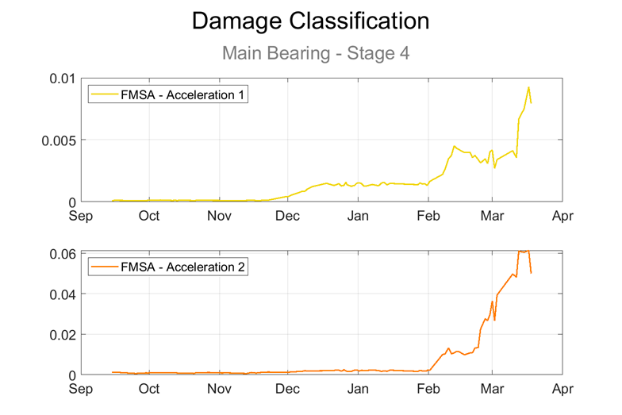 Damage Classification
Main Bearing - Stage 4
0.01
FMSA - Acceleration 1
0.005
0
Sep Oct Nov Dec Jan Feb Mar Apr
0.06
FMSA - Acceleration 2
0.04
0.02
0
Sep Oct Nov Dec Jan Feb Mar Apr